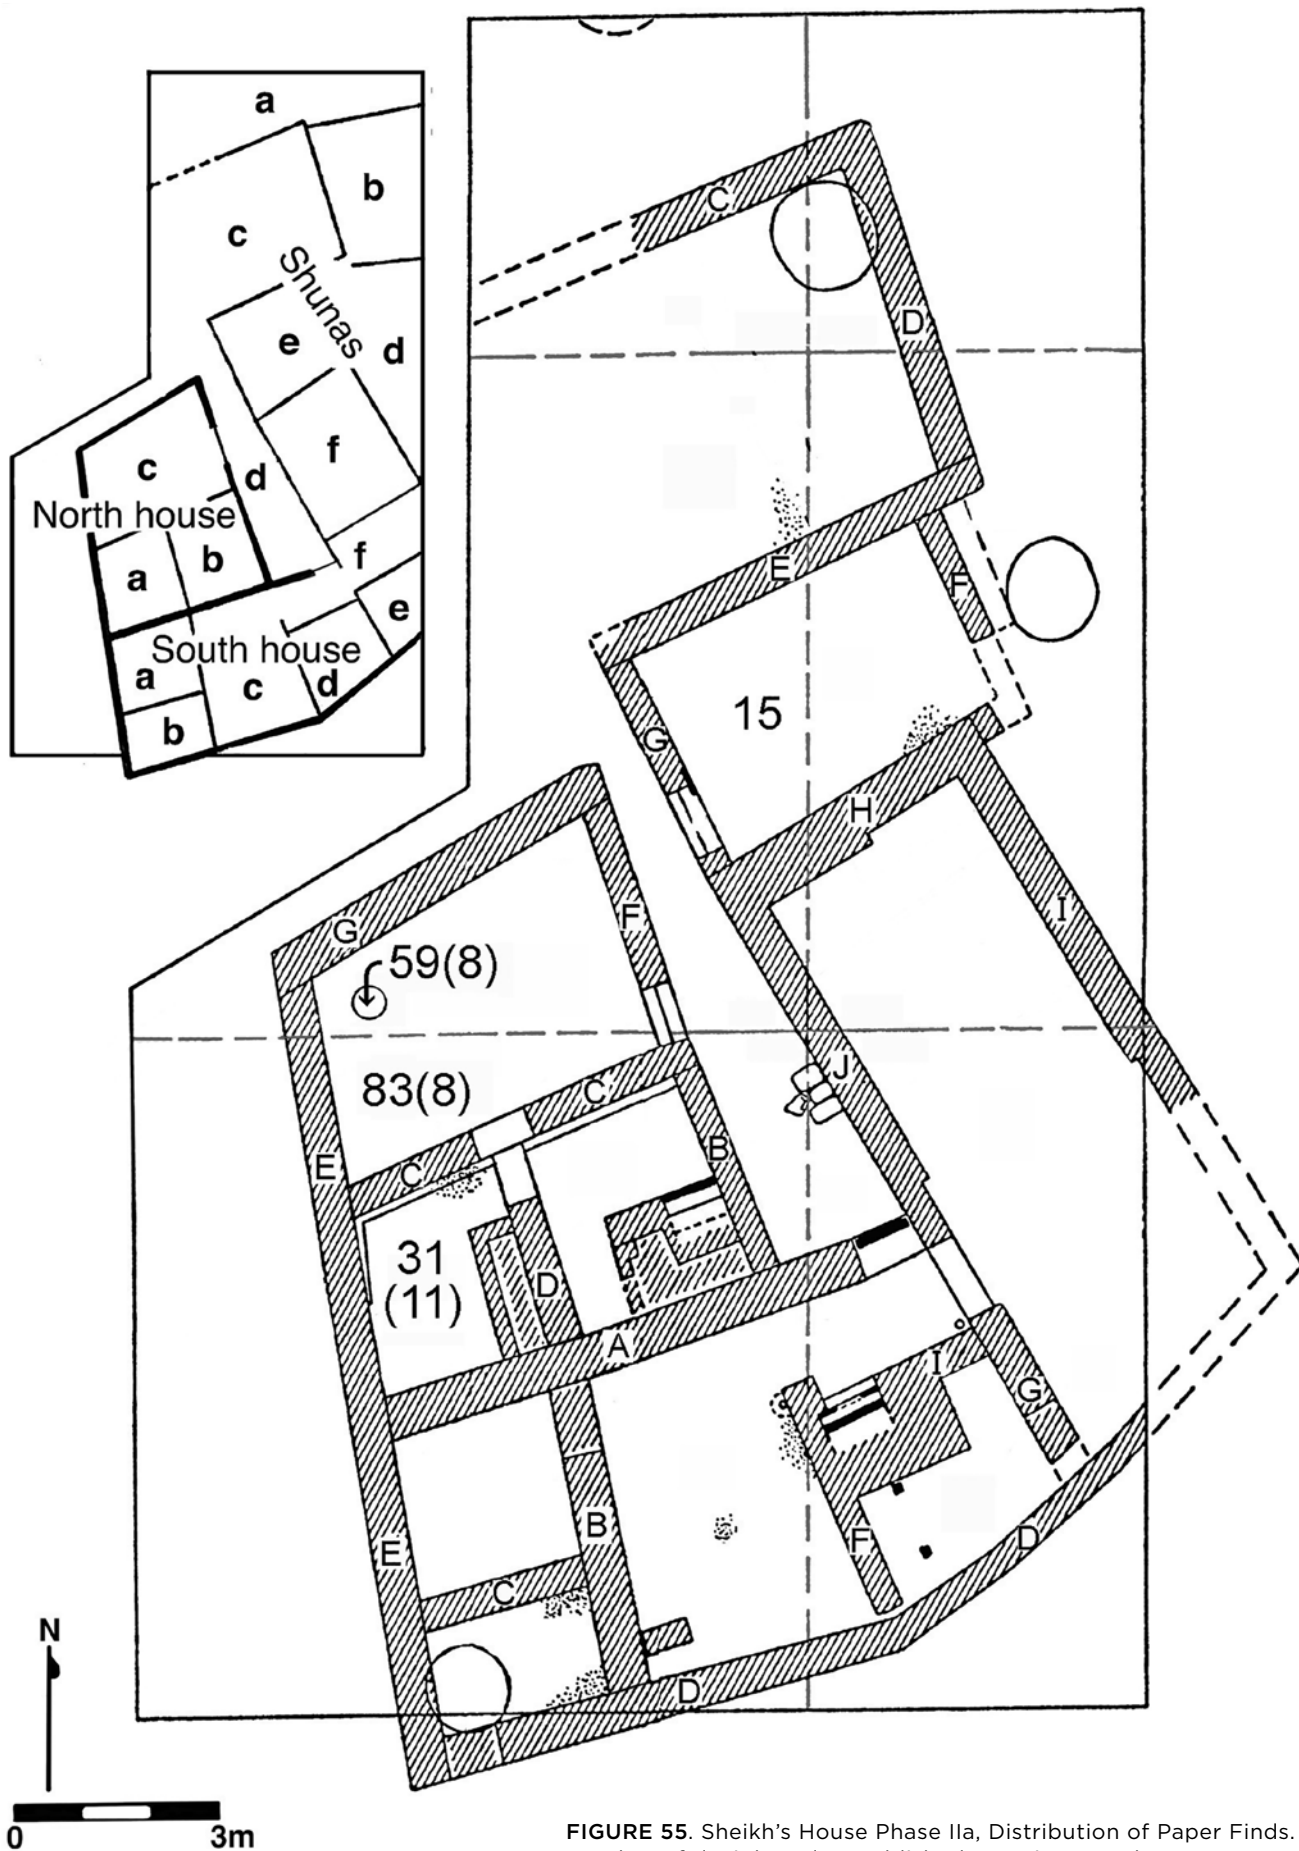 a
b
c
Shunas
e
d
f
c
d
North house
b
a
f
e
South house
a
c
d
b
C
D
E
F
15
G
H
I
G
F
59(8)
83(8)
J
C
B
E
C
31
(11)
D
A
I
G
B
E
F
D
C
D
N
0 3m
FIGURE 55. Sheikh's House Phase IIa, Distribution of Paper Finds.